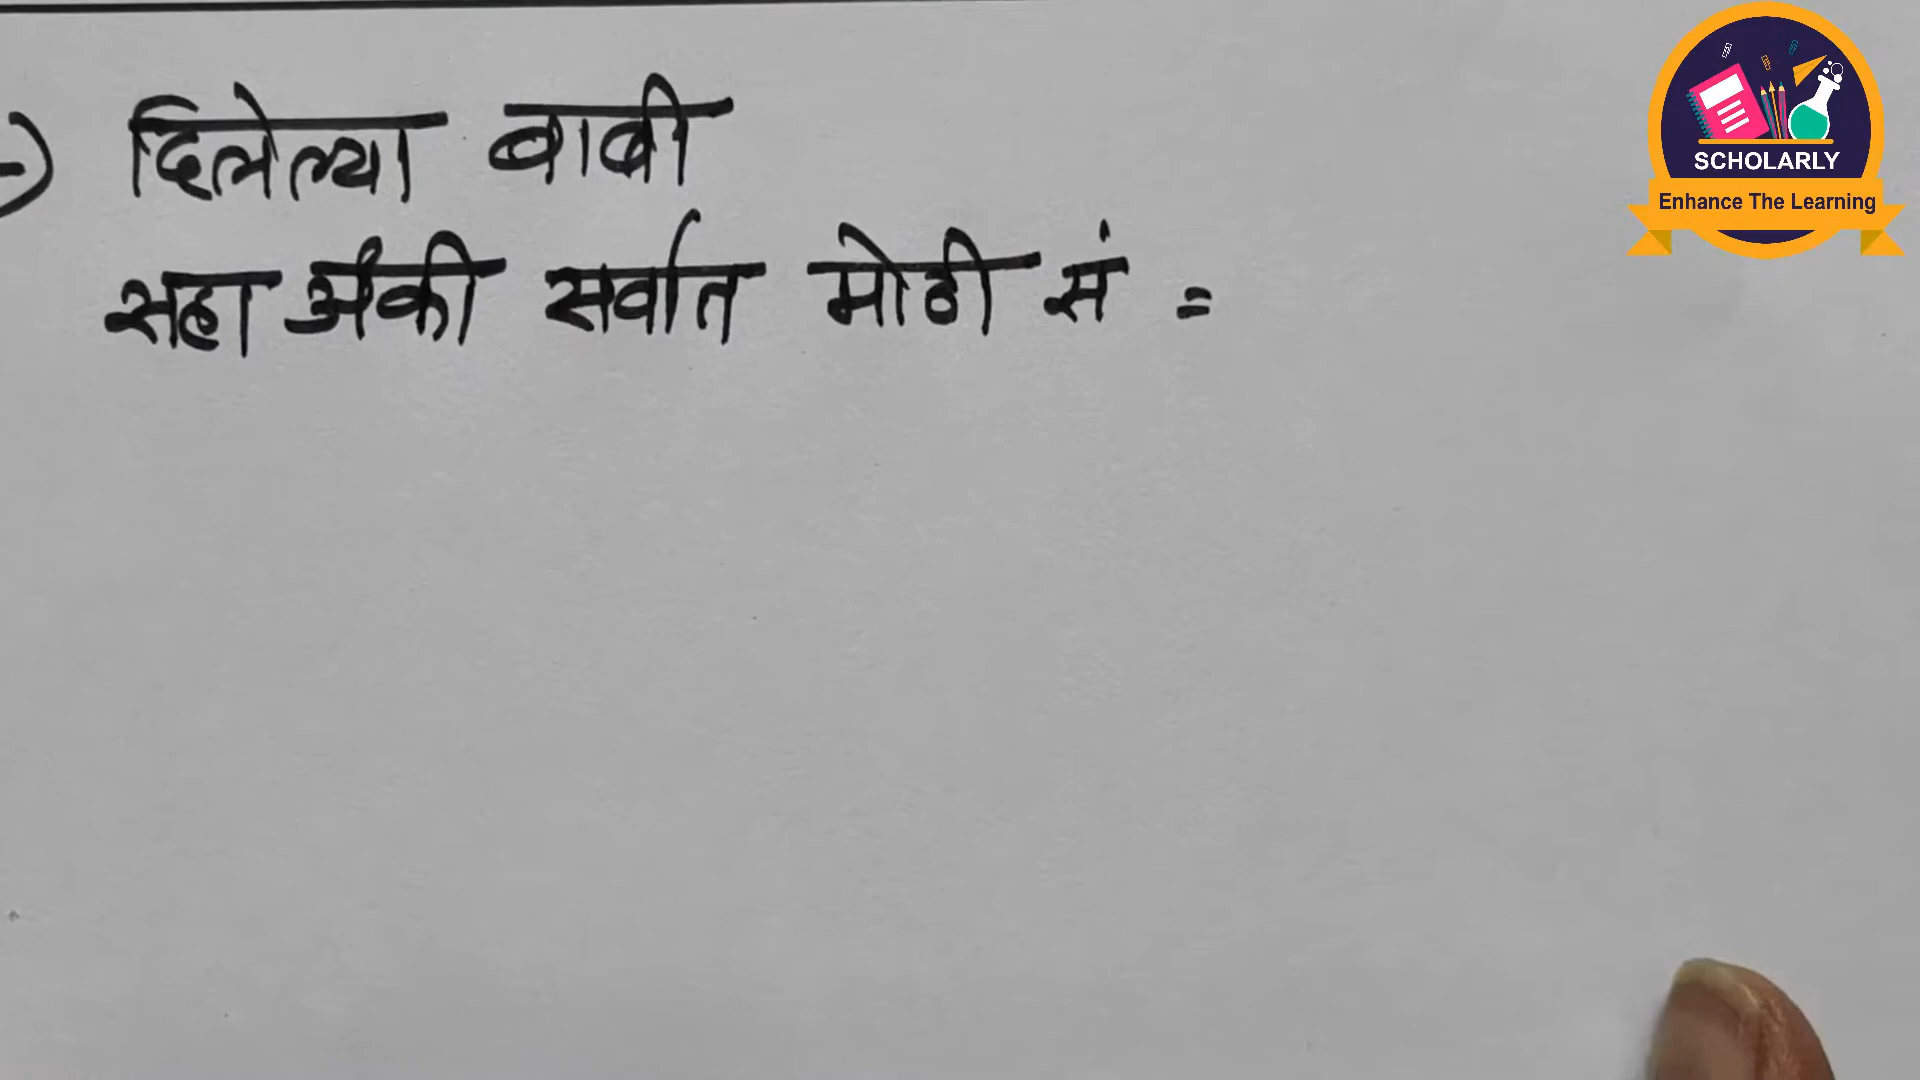 -) दिलेल्या बाबी
सहा अंकी सर्वात मोठी सं =
SCHOLARLY
Enhance The Learning